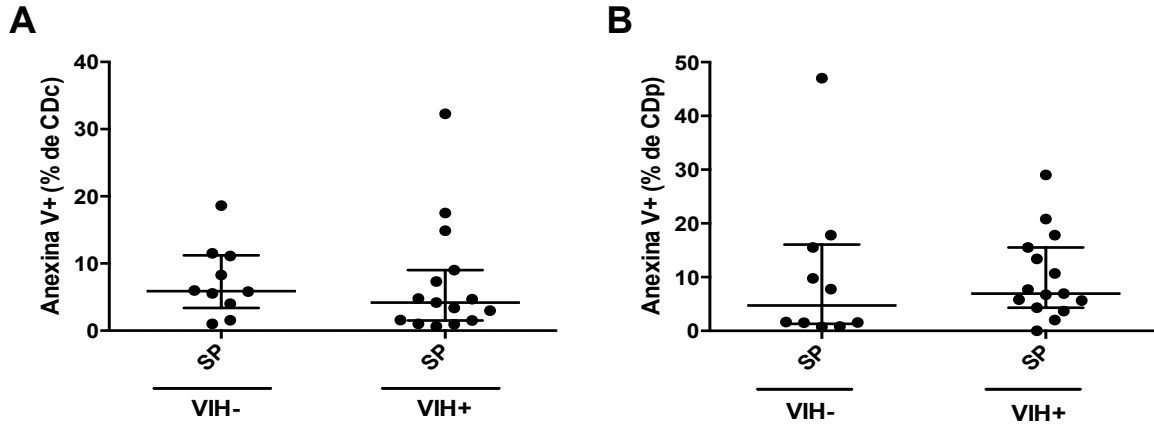 A
Anexina V+ (% de CDc)
40
30
20
10
0
SP
SP
VIH-
VIH+
B
Anexina V+ (% de CDp)
50
40
30
20
10
0
SP
SP
VIH-
VIH+